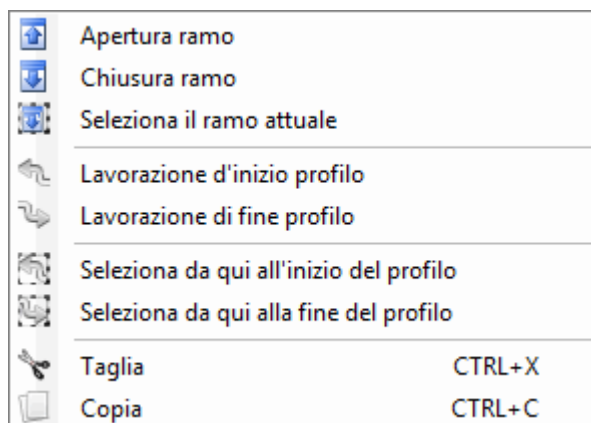 Apertura ramo
Chiusura ramo
Seleziona il ramo attuale
Lavorazione d'inizio profilo
Lavorazione di fine profilo
Seleziona da qui all'inizio del profilo
Seleziona da qui alla fine del profilo
Taglia CTRL+X
Copia CTRL+C